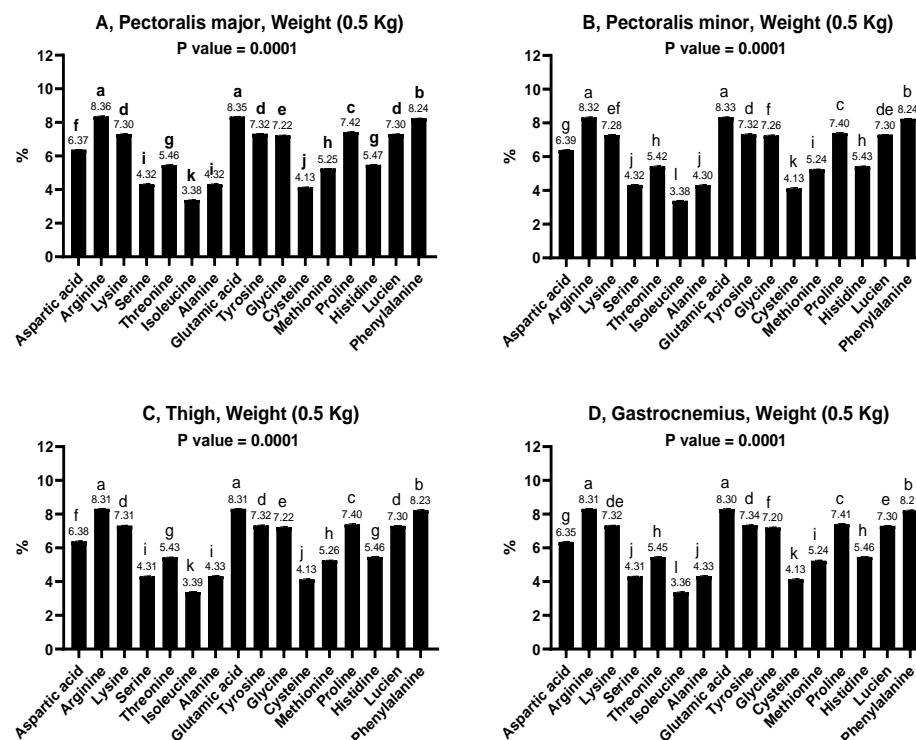 A, Pectoralis major, Weight (0.5 Kg)
P value = 0.0001
12
10
8
6
4
2
0
%
f a d i g k i a d e j h c g d b
6.37 8.36 7.30 4.32 5.46 3.38 4.32 8.35 7.32 7.22 4.13 5.25 7.42 5.47 7.30 8.24
Aspartic acid
Arginine
Lysine
Serine
Threonine
Isoleucine
Alanine
Glutamic acid
Tyrosine
Glycine
Cysteine
Methionine
Proline
Histidine
Lucien
Phenylalanine
B, Pectoralis minor, Weight (0.5 Kg)
P value = 0.0001
12
10
8
6
4
2
0
%
g a ef j h l j a d f k i c h de b
6.39 8.32 7.28 4.32 5.42 3.38 4.30 8.33 7.32 7.26 4.13 5.24 7.40 5.43 7.30 8.24
Aspartic acid
Arginine
Lysine
Serine
Threonine
Isoleucine
Alanine
Glutamic acid
Tyrosine
Glycine
Cysteine
Methionine
Proline
Histidine
Lucien
Phenylalanine
C, Thigh, Weight (0.5 Kg)
P value = 0.0001
12
10
8
6
4
2
0
%
f a d i g k i a d e j h c g d b
6.38 8.31 7.31 4.31 5.43 3.39 4.33 8.31 7.32 7.22 4.13 5.26 7.40 5.46 7.30 8.23
Aspartic acid
Arginine
Lysine
Serine
Threonine
Isoleucine
Alanine
Glutamic acid
Tyrosine
Glycine
Cysteine
Methionine
Proline
Histidine
Lucien
Phenylalanine
D, Gastrocnemius, Weight (0.5 Kg)
P value = 0.0001
12
10
8
6
4
2
0
%
g a de j h l j a d f k i c h e b
6.35 8.31 7.32 4.31 5.45 3.36 4.33 8.30 7.34 7.20 4.13 5.24 7.41 5.46 7.30
Aspartic acid
Arginine
Lysine
Serine
Threonine
Isoleucine
Alanine
Glutamic acid
Tyrosine
Glycine
Cysteine
Methionine
Proline
Histidine
Lucien
Phenylalanine